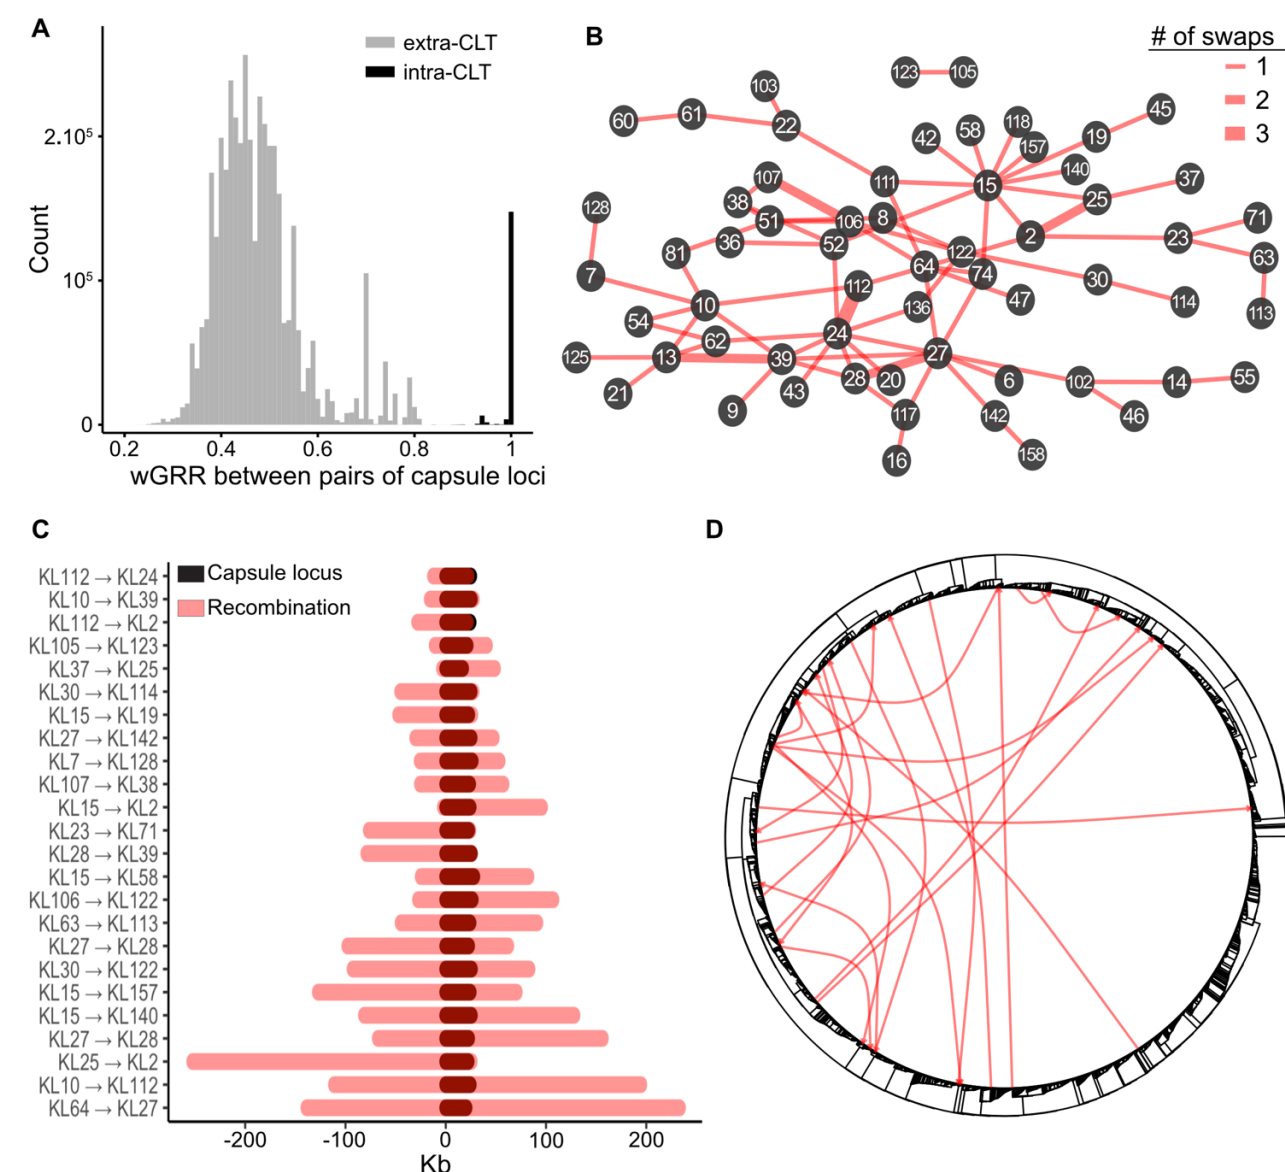 A
extra-CLT
intra-CLT
2.10⁵
10⁵
0
Count
0.2 0.4 0.6 0.8 1
wGRR between pairs of capsule loci
B
# of swaps
1
2
3
123 105
103
60 61 22
45
42 58 118 157 19
140
107 111 15 37
38 25
128 51 106 8
71
36 52 2 23
81 122 63
7 64 74
112 30
10 136 47 114 113
54 62 24
125 13 39 27
21 43 28 20 6 102 14 55
9 117 142 46
16 158
C
Capsule locus
Recombination
KL112 → KL24
KL10 → KL39
KL112 → KL2
KL105 → KL123
KL37 → KL25
KL30 → KL114
KL15 → KL19
KL27 → KL142
KL7 → KL128
KL107 → KL38
KL15 → KL2
KL23 → KL71
KL28 → KL39
KL15 → KL58
KL106 → KL122
KL63 → KL113
KL27 → KL28
KL30 → KL122
KL15 → KL157
KL15 → KL140
KL27 → KL28
KL25 → KL2
KL10 → KL112
KL64 → KL27
-200 -100 0 100 200
Kb
D